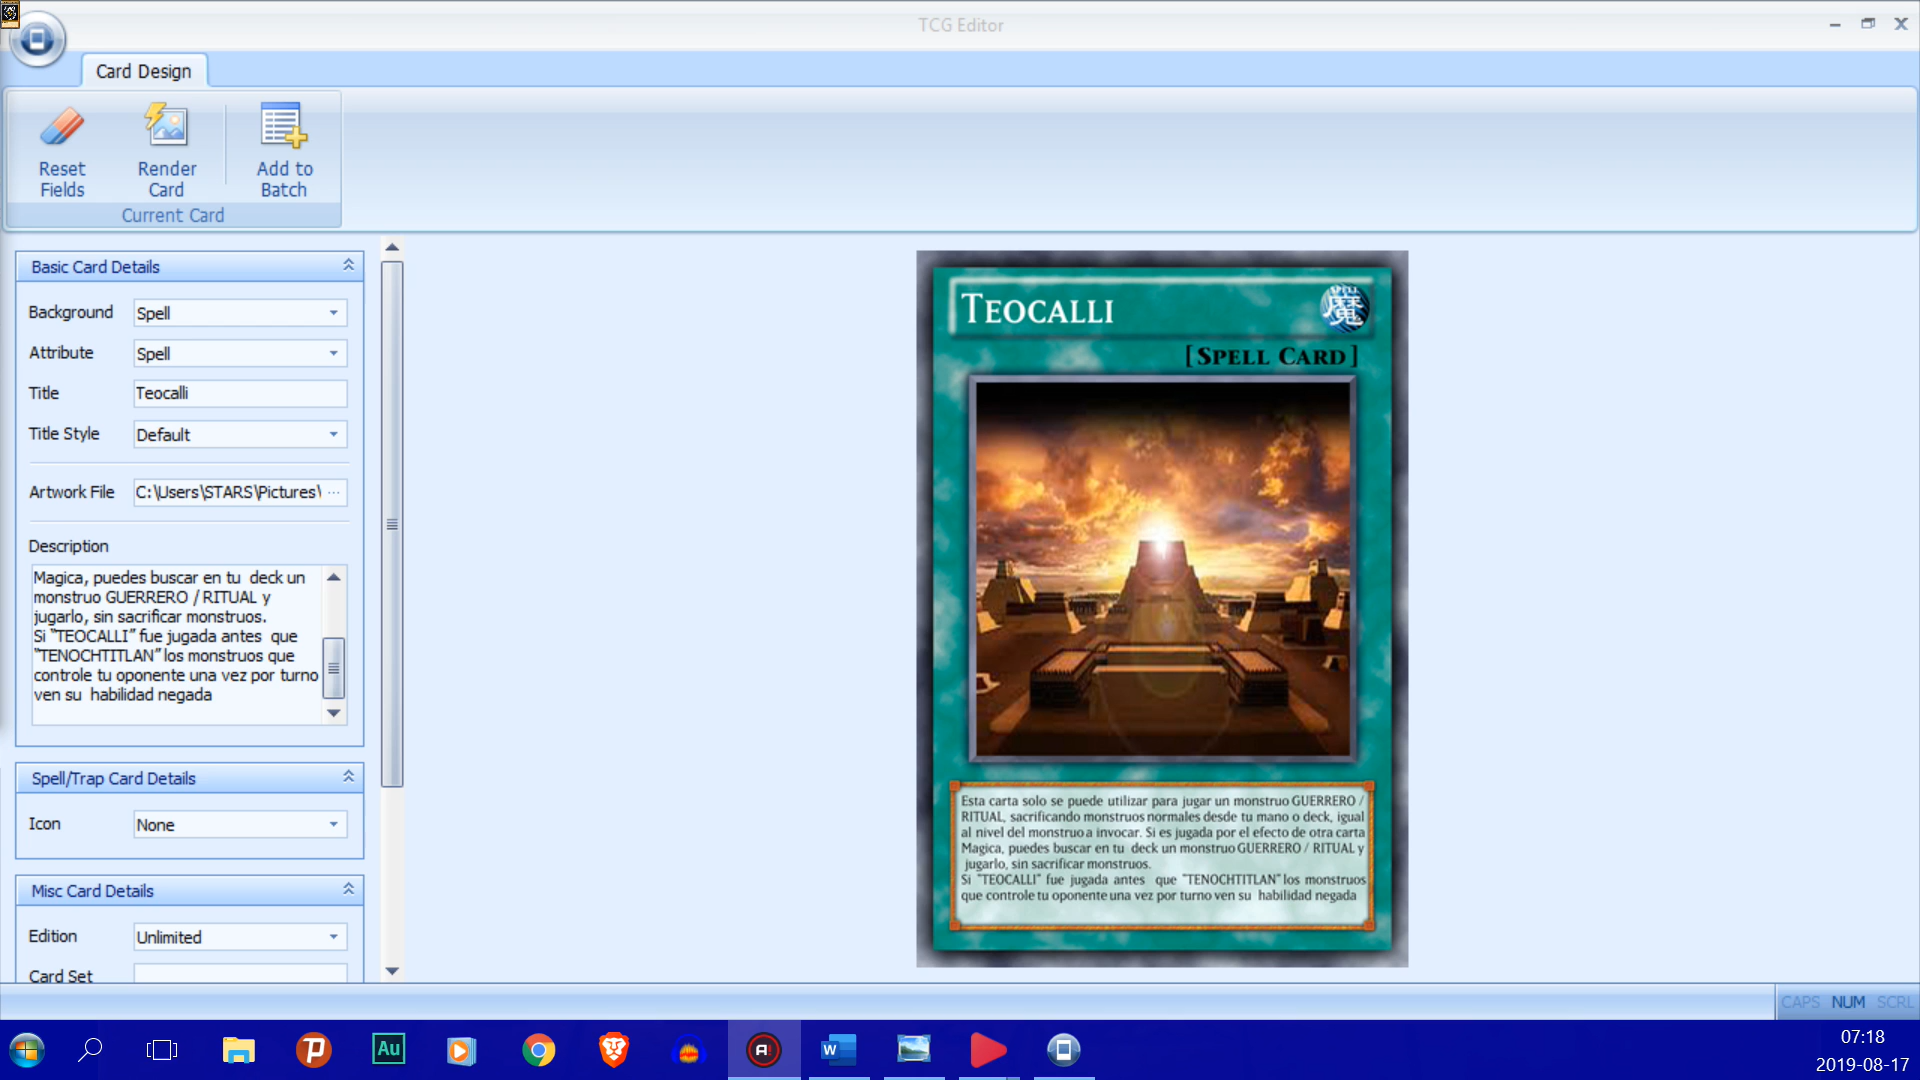 TCG Editor
Card Design
Reset Fields
Render Card
Add to Batch
Current Card
Basic Card Details
Background Spell
Attribute Spell
Title Teocalli
Title Style Default
Artwork File C:\Users\STARS\Pictures\ ...
Description
Magica, puedes buscar en tu  deck un
monstruo GUERRERO / RITUAL y
jugarlo, sin sacrificar monstruos.
Si "TEOCALLI" fue jugada antes  que
"TENOCHTITLAN" los monstruos que
controle tu oponente una vez por turno
ven su  habilidad negada
Spell/Trap Card Details
Icon None
Misc Card Details
Edition Unlimited
Card Set
TEOCALLI
SPELL
魔
[SPELL CARD]
Esta carta solo se puede utilizar para jugar un monstruo GUERRERO /
RITUAL, sacrificando monstruos normales desde tu mano o deck, igual
al nivel del monstruo a invocar. Si es jugada por el efecto de otra carta
Magica, puedes buscar en tu  deck un monstruo GUERRERO / RITUAL y
jugarlo, sin sacrificar monstruos.
Si "TEOCALLI" fue jugada antes  que "TENOCHTITLAN" los monstruos
que controle tu oponente una vez por turno ven su  habilidad negada
CAPS NUM SCRL
Au
W
A!
07:18
2019-08-17